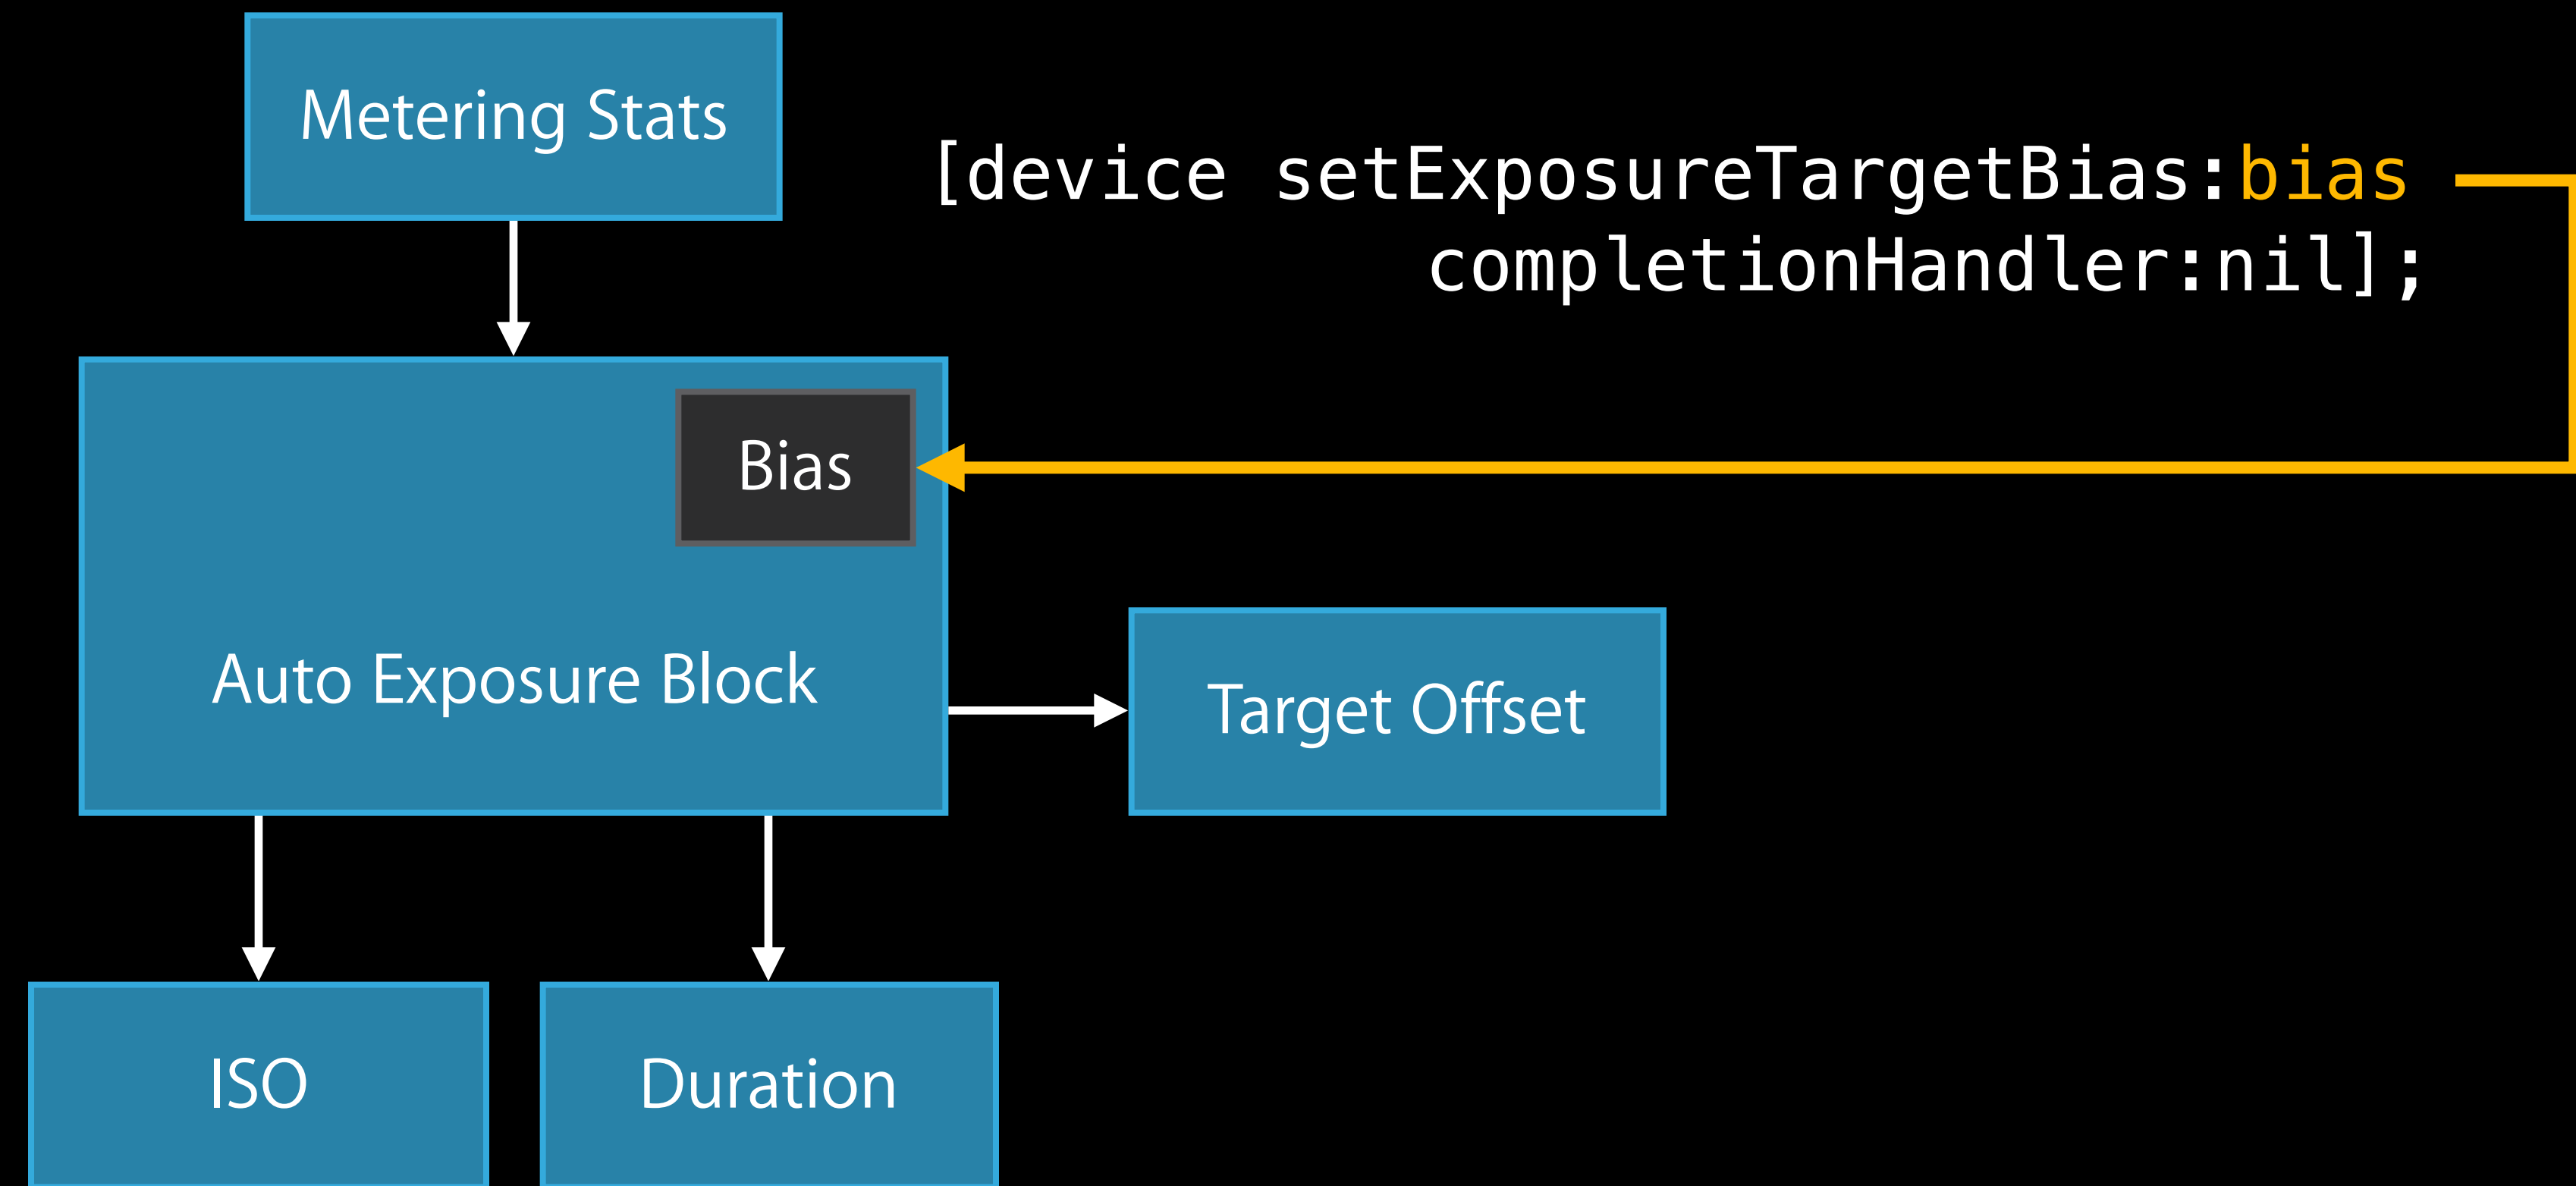 Metering Stats
[device setExposureTargetBias:bias
completionHandler:nil];
Bias
Auto Exposure Block
Target Offset
ISO
Duration